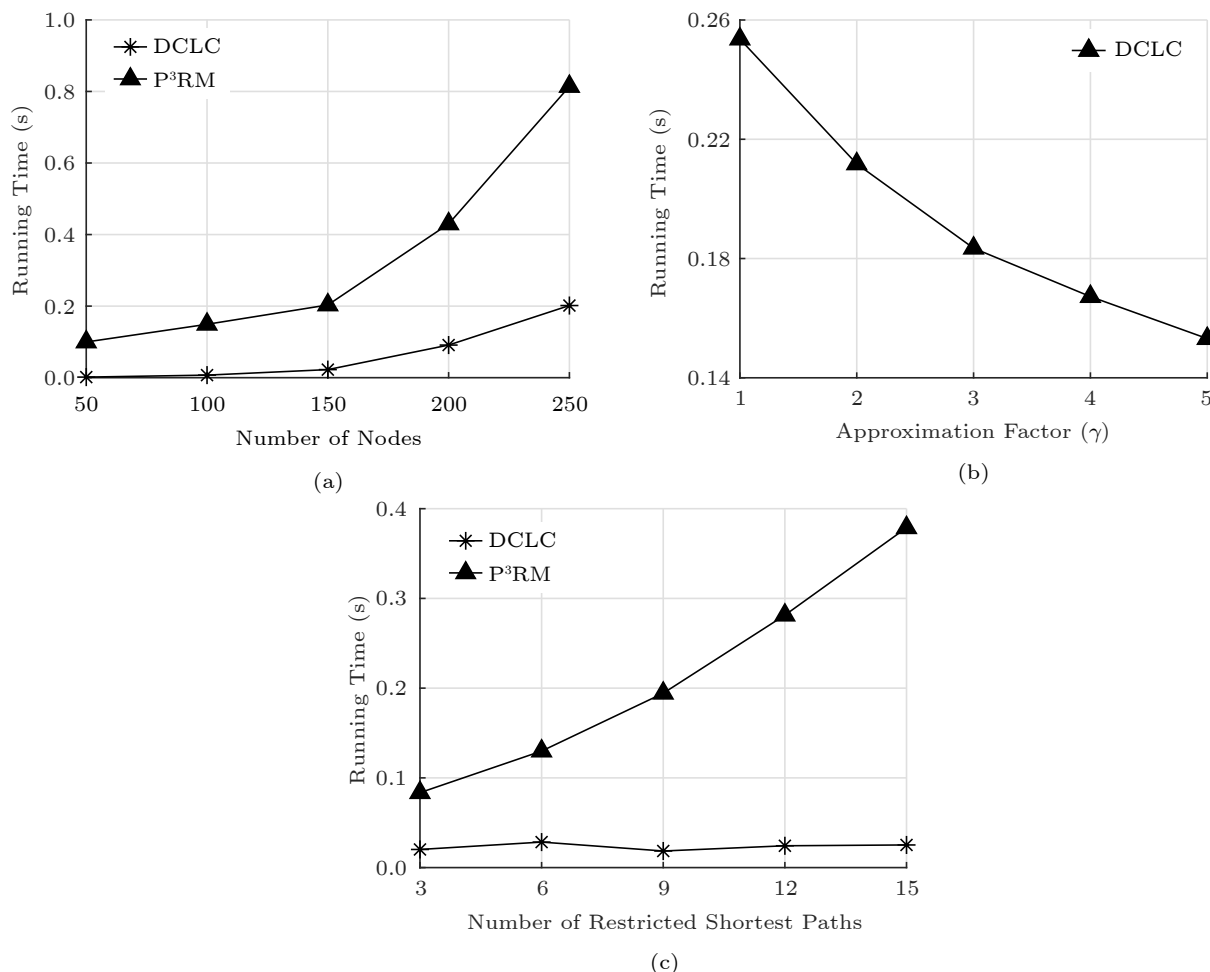 1.0
0.8
0.6
0.4
0.2
0.0
Running Time (s)
DCLC
P³RM
50 100 150 200 250
Number of Nodes
(a)
0.26
0.22
0.18
0.14
Running Time (s)
DCLC
1 2 3 4 5
Approximation Factor (γ)
(b)
0.4
0.3
0.2
0.1
0.0
Running Time (s)
DCLC
P³RM
3 6 9 12 15
Number of Restricted Shortest Paths
(c)